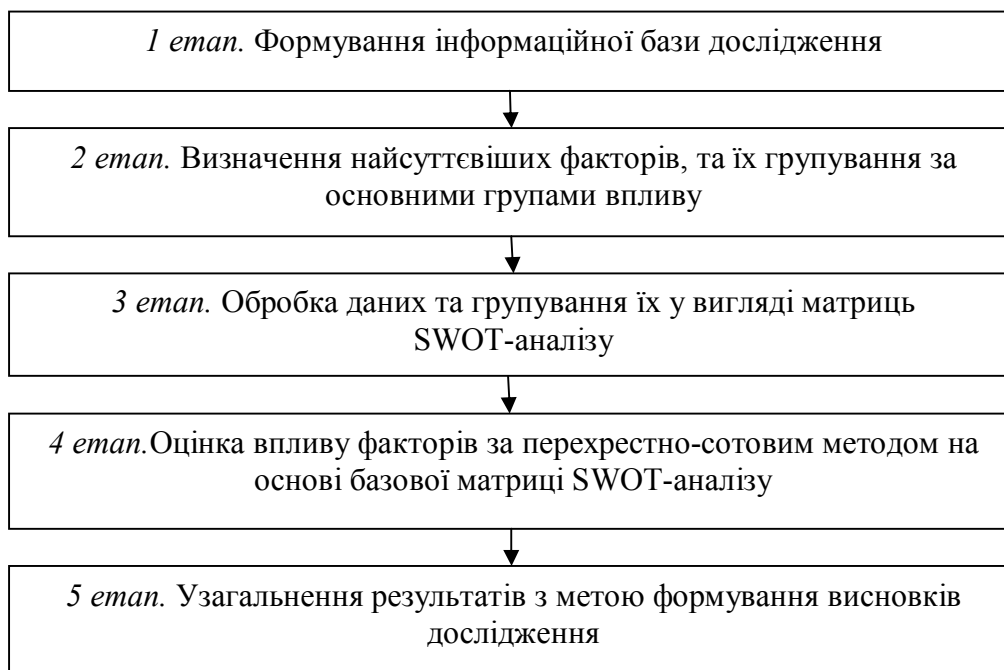 1 етап. Формування інформаційної бази дослідження
2 етап. Визначення найсуттєвіших факторів, та їх групування за
основними групами впливу
3 етап. Обробка даних та групування їх у вигляді матриць
SWOT-аналізу
4 етап.Оцінка впливу факторів за перехрестно-сотовим методом на
основі базової матриці SWOT-аналізу
5 етап. Узагальнення результатів з метою формування висновків
дослідження